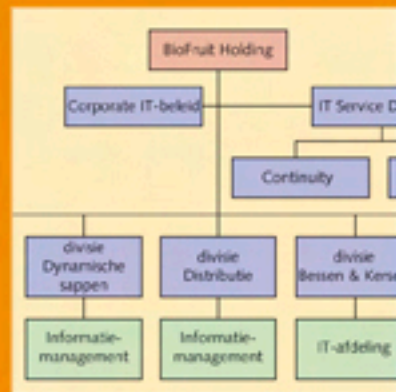 BioFruit Holding
Corporate IT-beleid
IT Service D
Continuity
divisie
Dynamische
sappen
divisie
Distributie
divisie
Bessen & Kerse
Informatie-
management
Informatie-
management
IT-afdeling